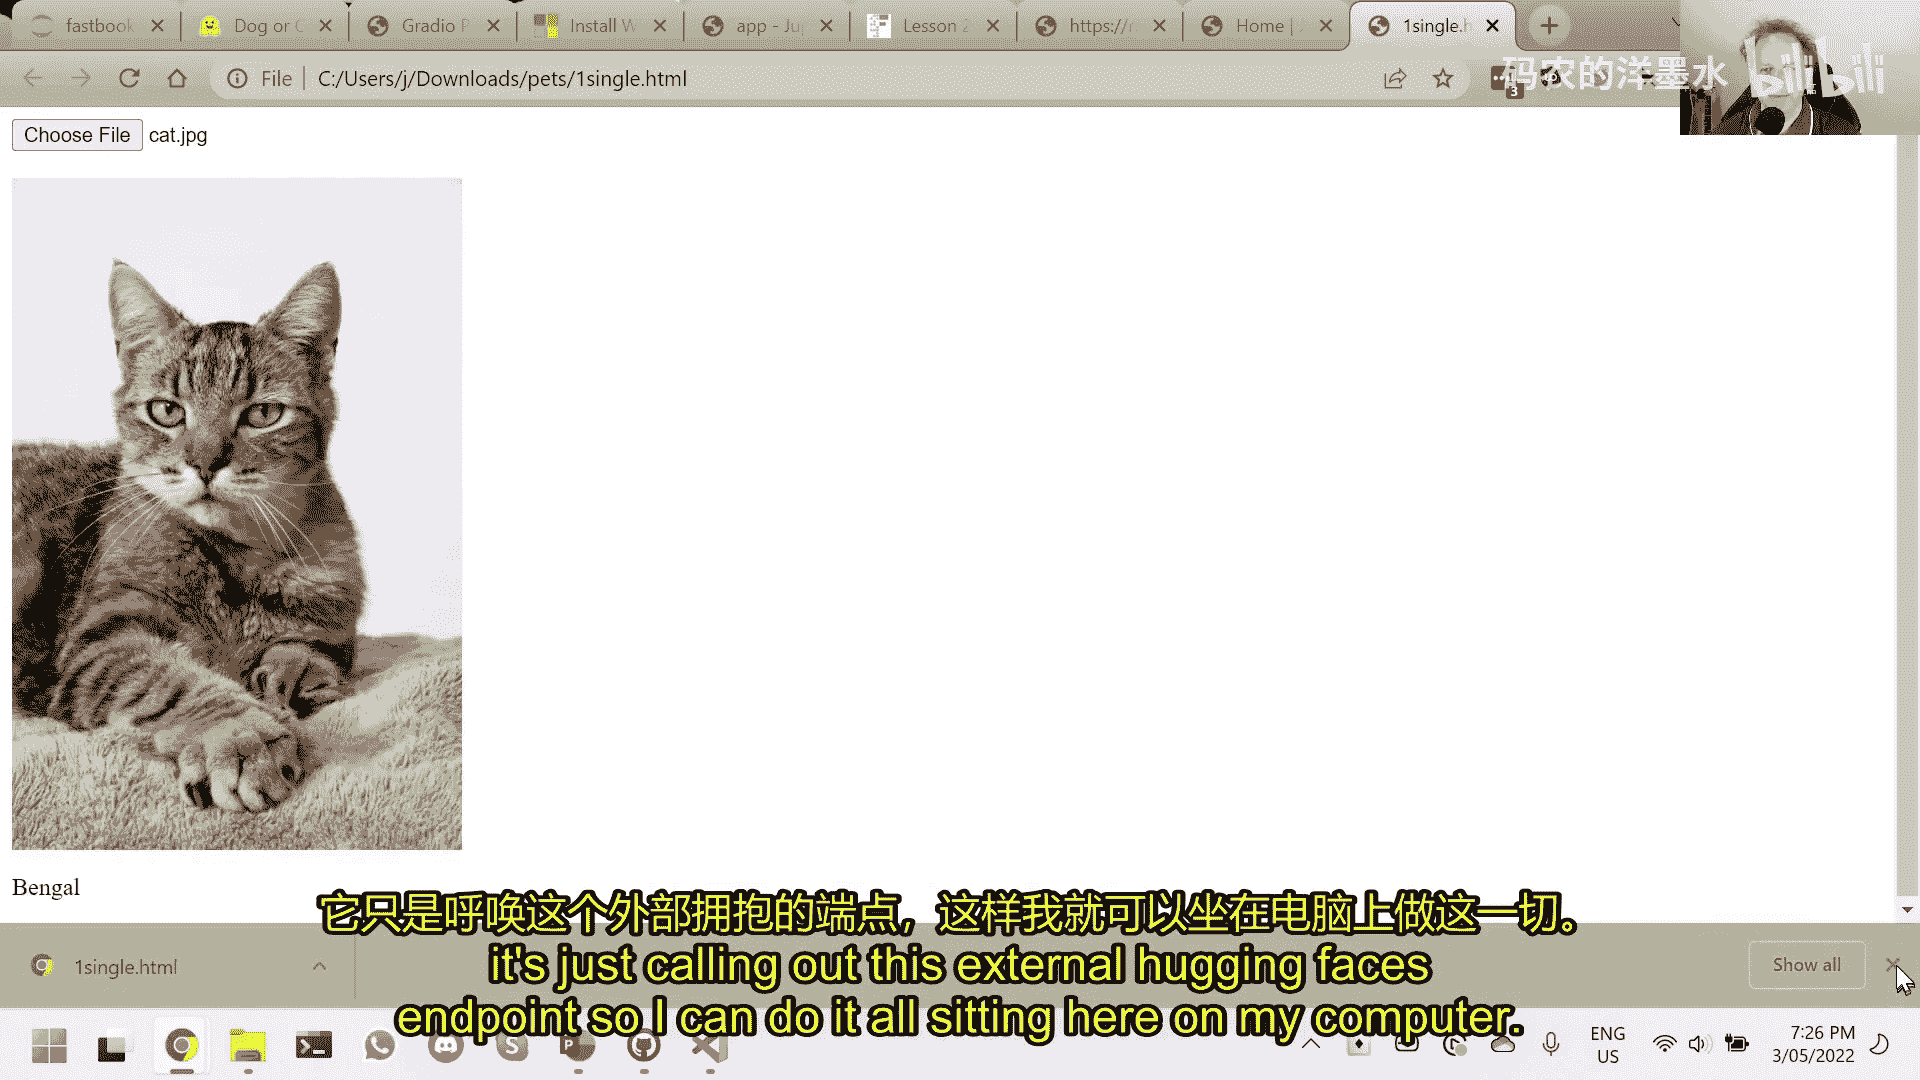 fastbook
Dog or C
Gradio P
Install W
app - Ju
Lesson 2
https://r
Home |
1single.h
File
C:/Users/j/Downloads/pets/1single.html
3
码农的洋墨水
bilibili
Choose File
cat.jpg
Bengal
它只是呼唤这个外部拥抱的端点，这样我就可以坐在电脑上做这一切。
it's just calling out this external hugging faces
endpoint so I can do it all sitting here on my computer.
1single.html
Show all
ENG
US
7:26 PM
3/05/2022